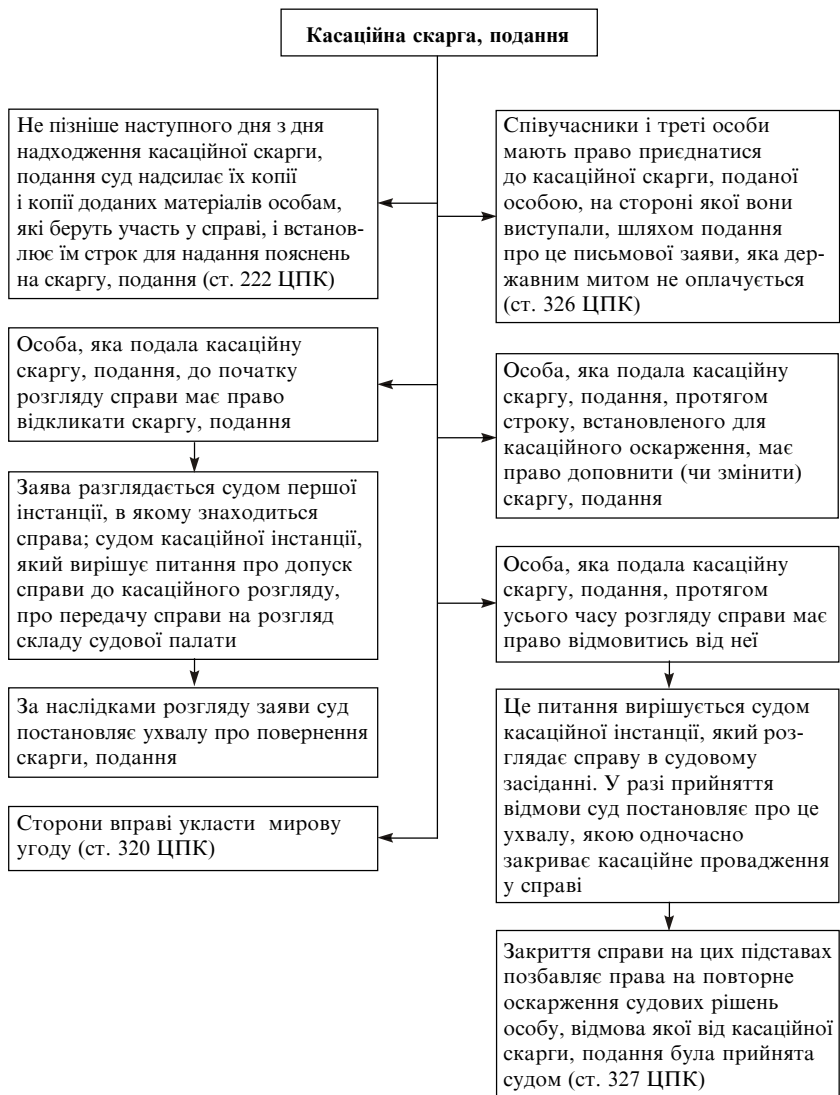 Касаційна скарга, подання
Не пізніше наступного дня з дня
надходження касаційної скарги,
подання суд надсилає їх копії
і копії доданих матеріалів особам,
які беруть участь у справі, і встанов-
лює їм строк для надання пояснень
на скаргу, подання (ст. 222 ЦПК)
Особа, яка подала касаційну
скаргу, подання, до початку
розгляду справи має право
відкликати скаргу, подання
Заява разглядається судом першої
інстанції, в якому знаходиться
справа; судом касаційної інстанції,
який вирішує питання про допуск
справи до касаційного розгляду,
про передачу справи на розгляд
складу судової палати
За наслідками розгляду заяви суд
постановляє ухвалу про повернення
скарги, подання
Сторони вправі укласти мирову
угоду (ст. 320 ЦПК)
Співучасники і треті особи
мають право приєднатися
до касаційної скарги, поданої
особою, на стороні якої вони
виступали, шляхом подання
про це письмової заяви, яка дер-
жавним митом не оплачується
(ст. 326 ЦПК)
Особа, яка подала касаційну
скаргу, подання, протягом
строку, встановленого для
касаційного оскарження, має
право доповнити (чи змінити)
скаргу, подання
Особа, яка подала касаційну
скаргу, подання, протягом
усього часу розгляду справи має
право відмовитись від неї
Це питання вирішується судом
касаційної інстанції, який роз-
глядає справу в судовому
засіданні. У разі прийняття
відмови суд постановляє про це
ухвалу, якою одночасно
закриває касаційне провадження
у справі
Закриття справи на цих підставах
позбавляє права на повторне
оскарження судових рішень
особу, відмова якої від касаційної
скарги, подання була прийнята
судом (ст. 327 ЦПК)